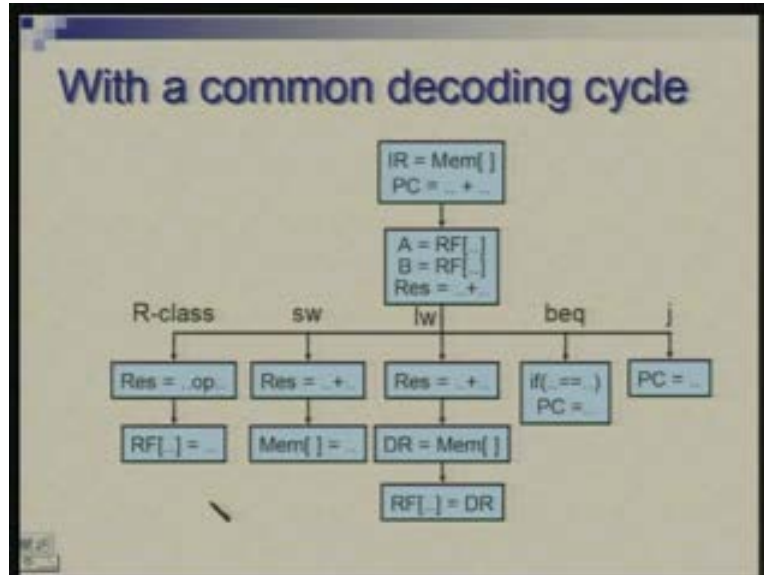 With a common decoding cycle
IR = Mem[ ]
PC = .. + ..
A = RF[..]
B = RF[..]
Res = ..+..
R-class sw lw beq j
Res = ..op.. Res = ..+.. Res = ..+.. if(..==..) PC = ..
PC =..
RF[..] = .. Mem[ ] = .. DR = Mem[ ]
RF[..] = DR